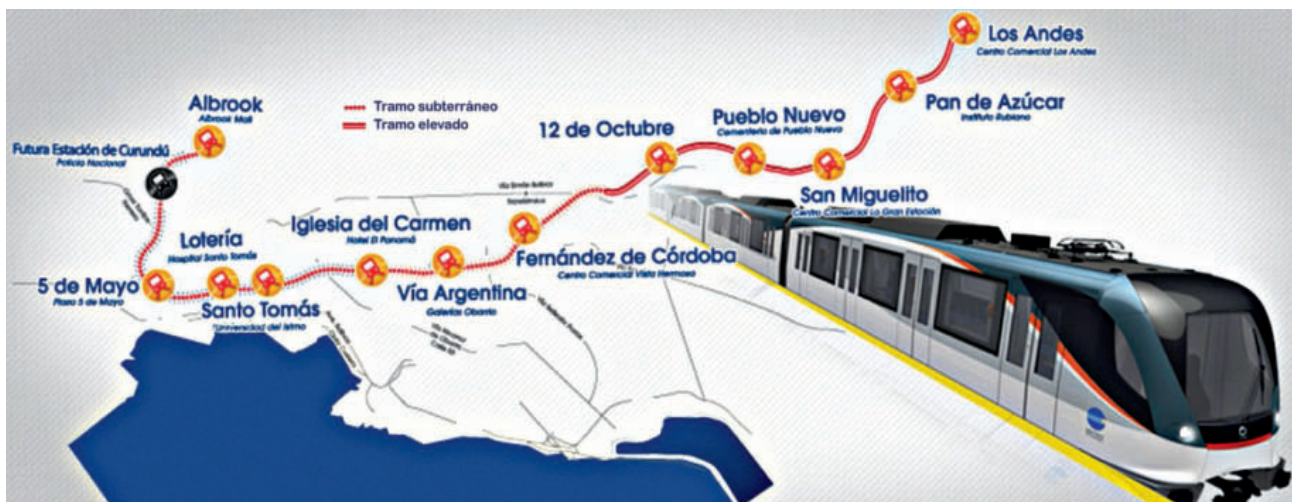 Los Andes
Centro Comercial Los Andes
Albrook
Albrook Mall
Tramo subterráneo
Tramo elevado
12 de Octubre
Pueblo Nuevo
Cementerio de Pueblo Nuevo
Pan de Azúcar
Instituto Rubiano
Futura Estación de Curundú
Policía Nacional
San Miguelito
Centro Comercial La Gran Estación
Iglesia del Carmen
Hotel El Panamá
Lotería
Hospital Santo Tomás
Fernández de Córdoba
Centro Comercial Vista Hermosa
5 de Mayo
Plaza 5 de Mayo
Santo Tomás
Universidad del Istmo
Vía Argentina
Galerías Obarrio